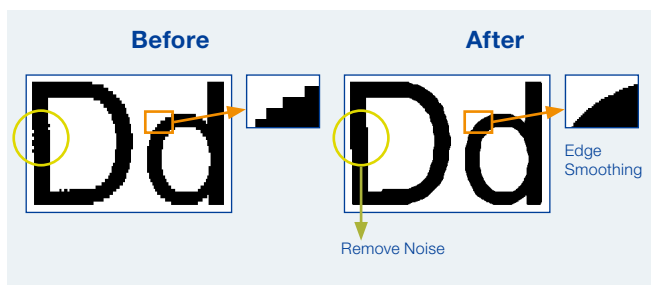 Before
After
Dd
Dd
Edge
Smoothing
Remove Noise